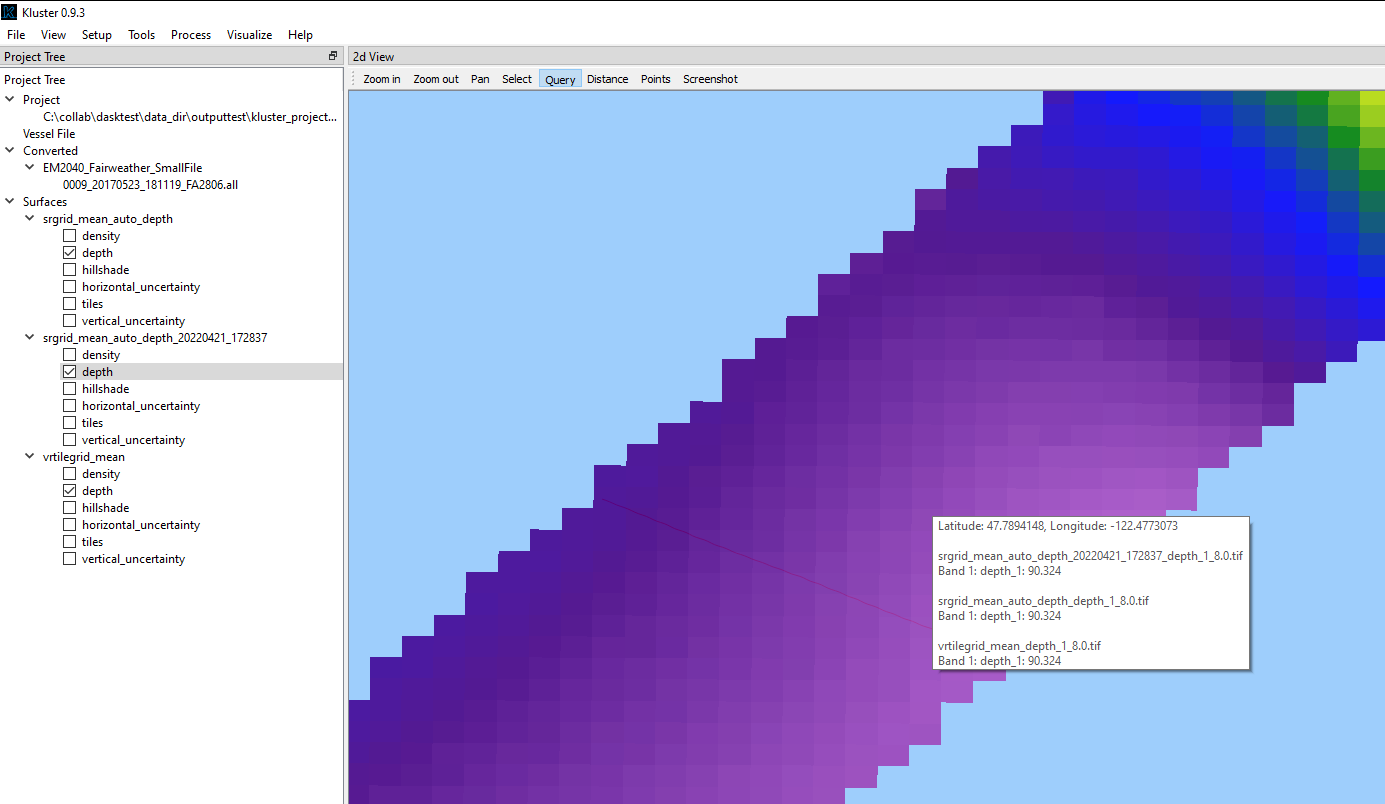 Kluster 0.9.3
File View Setup Tools Process Visualize Help
Project Tree
2d View
Project Tree
Zoom in Zoom out Pan Select Query Distance Points Screenshot
Project
C:\collab\dasktest\data_dir\outputtest\kluster_project...
Vessel File
Converted
EM2040_Fairweather_SmallFile
0009_20170523_181119_FA2806.all
Surfaces
srgrid_mean_auto_depth
density
depth
hillshade
horizontal_uncertainty
tiles
vertical_uncertainty
srgrid_mean_auto_depth_20220421_172837
density
depth
hillshade
horizontal_uncertainty
tiles
vertical_uncertainty
vrtilegrid_mean
density
depth
hillshade
horizontal_uncertainty
tiles
vertical_uncertainty
Latitude: 47.7894148, Longitude: -122.4773073
srgrid_mean_auto_depth_20220421_172837_depth_1_8.0.tif
Band 1: depth_1: 90.324
srgrid_mean_auto_depth_depth_1_8.0.tif
Band 1: depth_1: 90.324
vrtilegrid_mean_depth_1_8.0.tif
Band 1: depth_1: 90.324